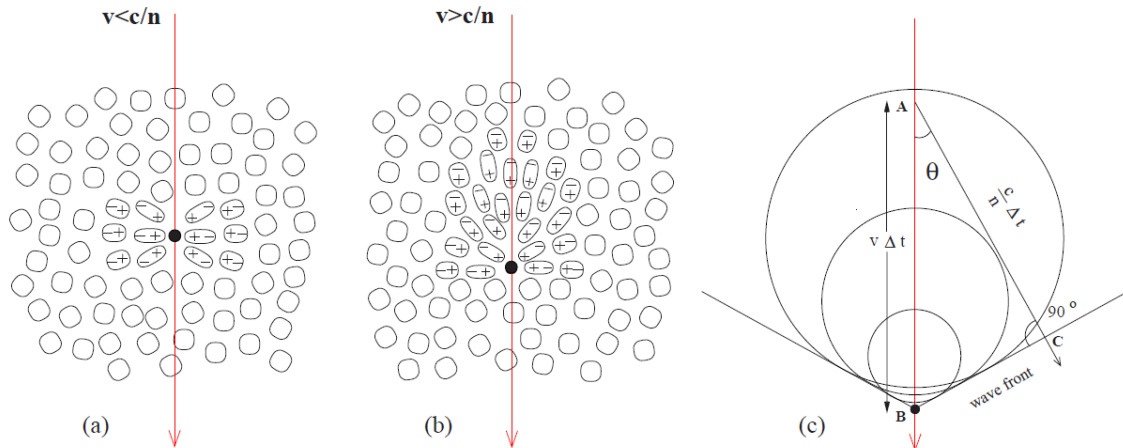 v<c/n
v>c/n
A
θ
c/n Δt
v Δt
90 o
C
wave front
B
(a)
(b)
(c)